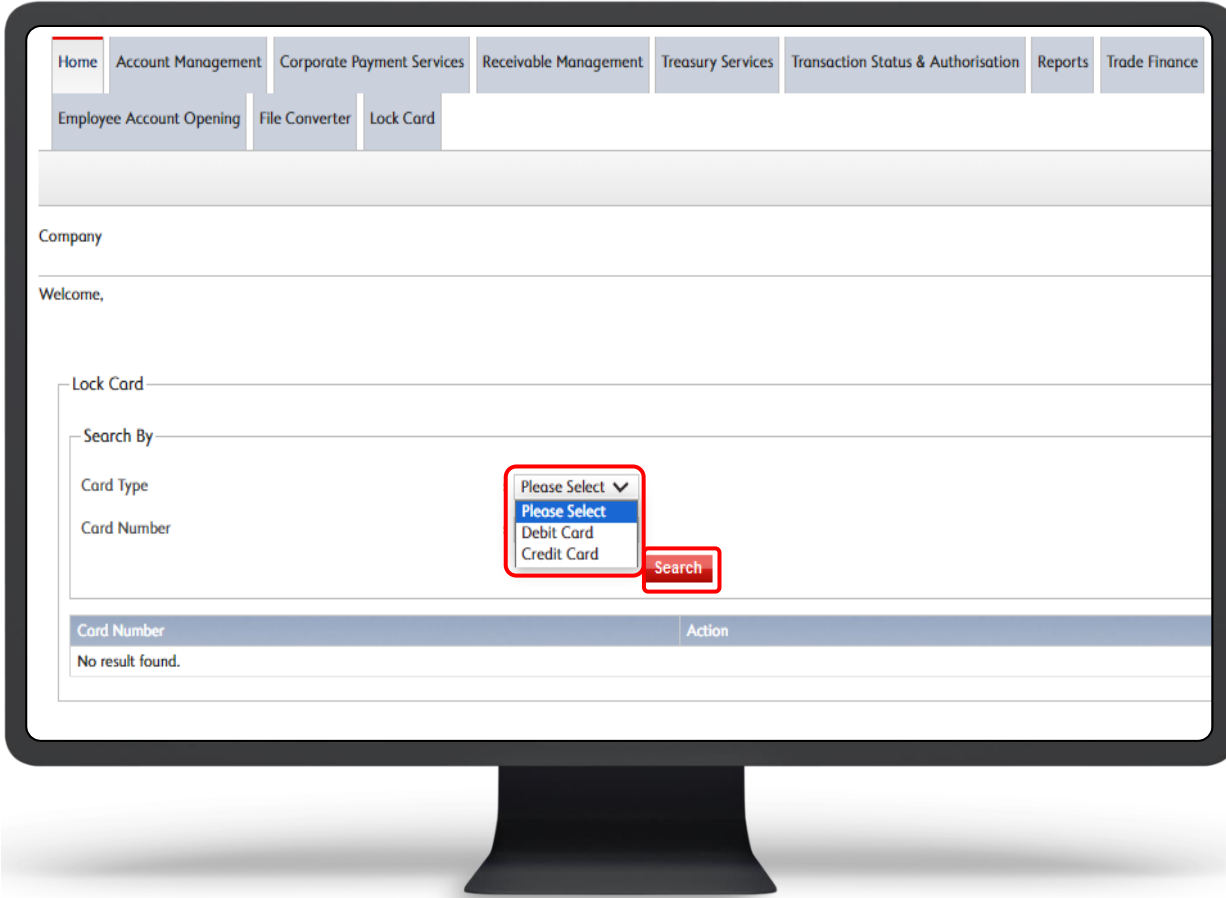 Home Account Management Corporate Payment Services Receivable Management Treasury Services Transaction Status & Authorisation Reports Trade Finance
Employee Account Opening File Converter Lock Card
Company
Welcome,
Lock Card
Search By
Card Type : Please Select
Please Select
Card Number
Debit Card
Credit Card
Search
Card Number Action
No result found.